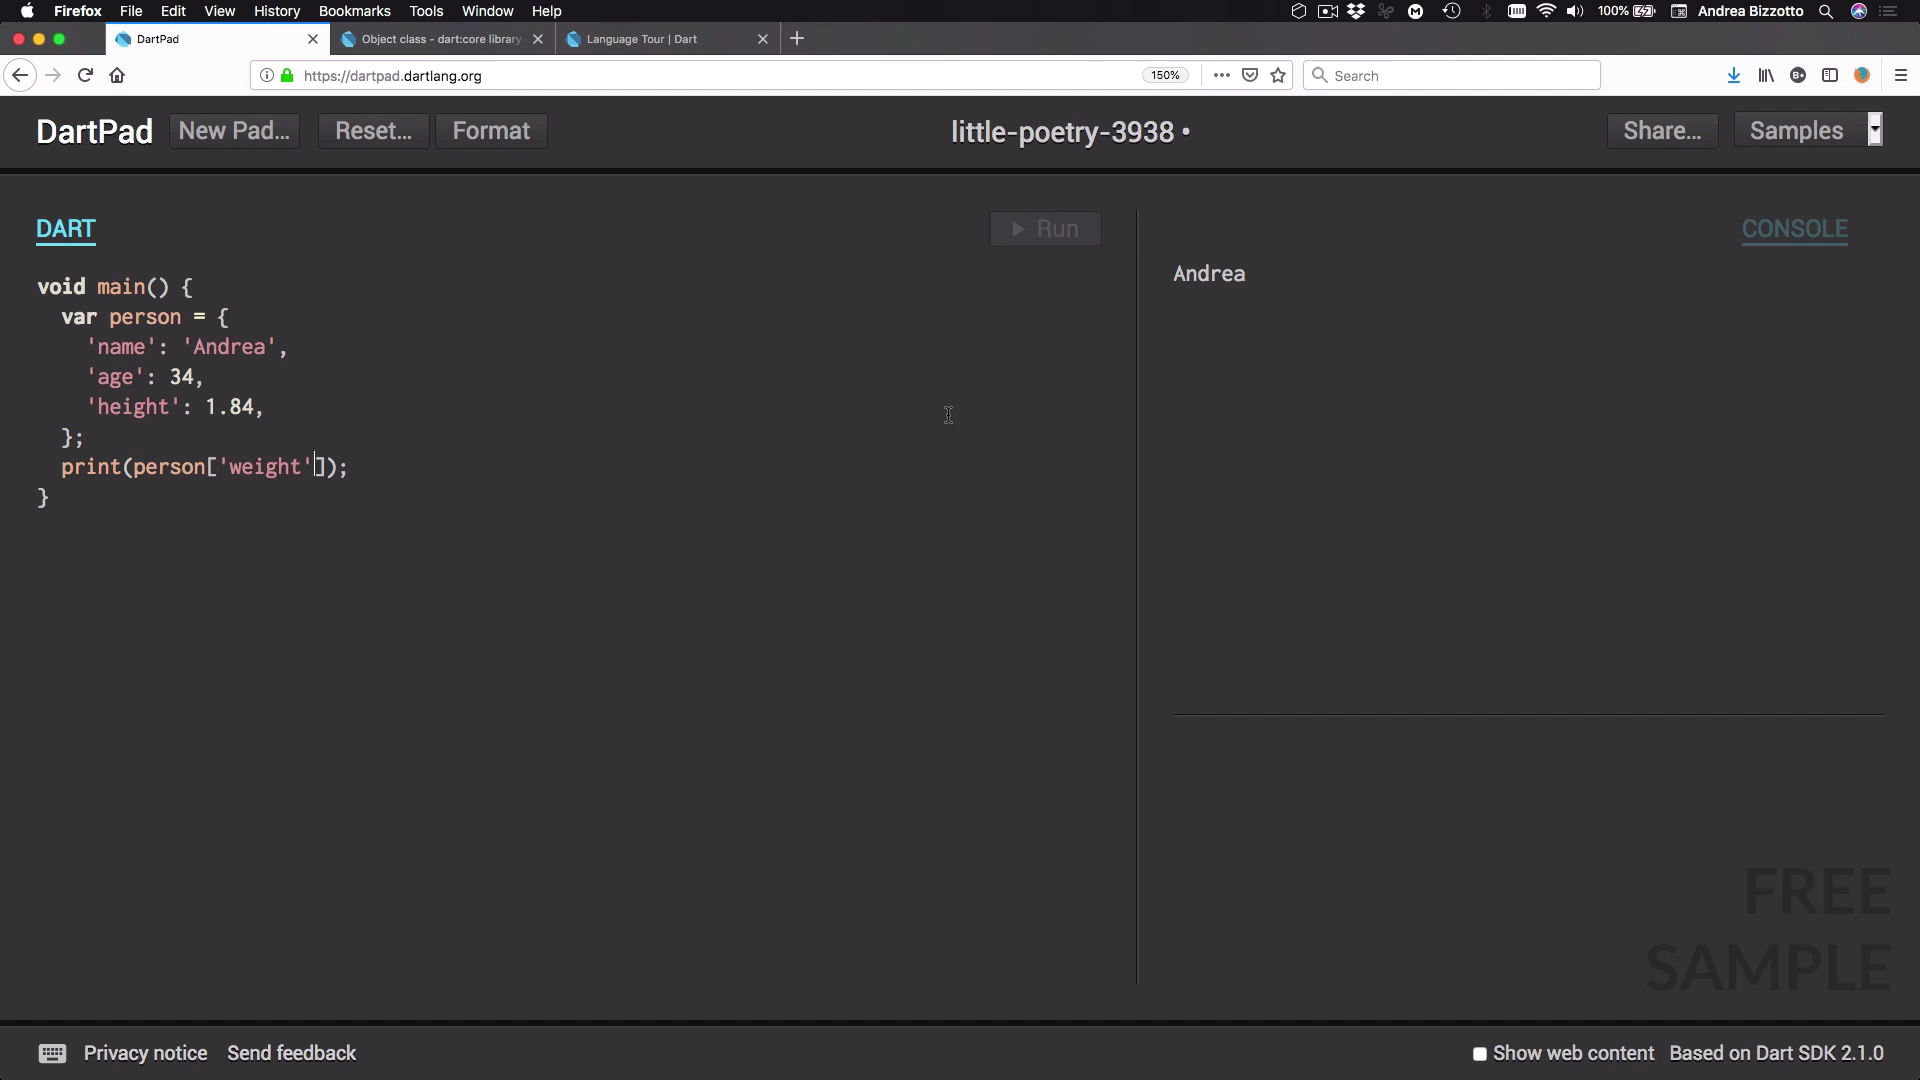 Firefox File Edit View History Bookmarks Tools Window Help 100% Andrea Bizzotto
DartPad Object class - dart:core library Language Tour | Dart
https://dartpad.dartlang.org 150% Search
DartPad New Pad... Reset... Format little-poetry-3938 • Share... Samples
DART Run CONSOLE
void main() {
  var person = {
    'name': 'Andrea',
    'age': 34,
    'height': 1.84,
  };
  print(person['weight']);
}
Andrea
FREE
SAMPLE
Privacy notice Send feedback Show web content Based on Dart SDK 2.1.0